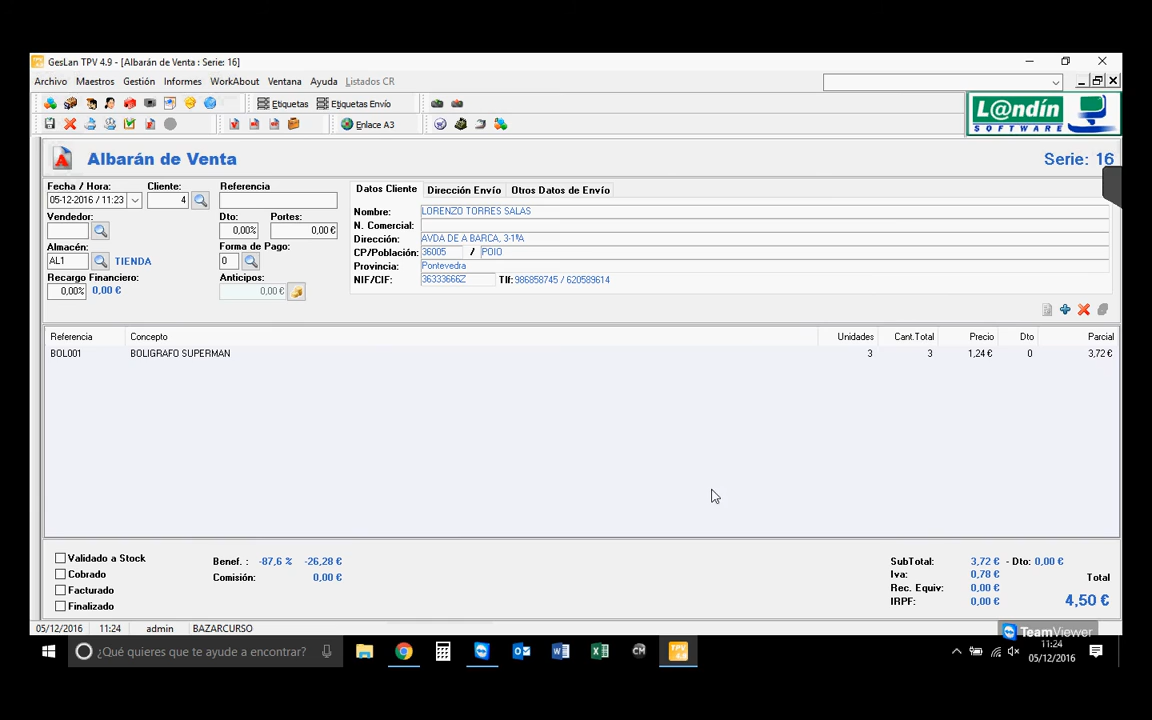 GesLan TPV 4.9 - [Albarán de Venta : Serie: 16]
Archivo Maestros Gestión Informes WorkAbout Ventana Ayuda Listados CR
Etiquetas Etiquetas Envío
Enlace A3
L@ndín
SOFTWARE
Albarán de Venta Serie: 16
Fecha / Hora: Cliente: Referencia
05-12-2016 / 11:23 4
Vendedor: Dto: Portes:
0,00% 0,00 €
Almacén: Forma de Pago:
AL1 TIENDA 0
Recargo Financiero: Anticipos:
0,00% 0,00 € 0,00 €
Datos Cliente Dirección Envío Otros Datos de Envío
Nombre: LORENZO TORRES SALAS
N. Comercial:
Dirección: AVDA DE A BARCA, 3-1ºA
CP/Población: 36005 / POIO
Provincia: Pontevedra
NIF/CIF: 36333666Z Tlf: 986858745 / 620589614
Referencia Concepto Unidades Cant.Total Precio Dto Parcial
BOL001 BOLIGRAFO SUPERMAN 3 3 1,24 € 0 3,72 €
Validado a Stock
Cobrado
Facturado
Finalizado
Benef. : -87,6 % -26,28 €
Comisión: 0,00 €
SubTotal: 3,72 € - Dto: 0,00 €
Iva: 0,78 €
Rec. Equiv: 0,00 €
IRPF: 0,00 €
Total
4,50 €
05/12/2016 11:24 admin BAZARCURSO
TeamViewer
¿Qué quieres que te ayude a encontrar?
CM
TPV
4.9
11:24
05/12/2016